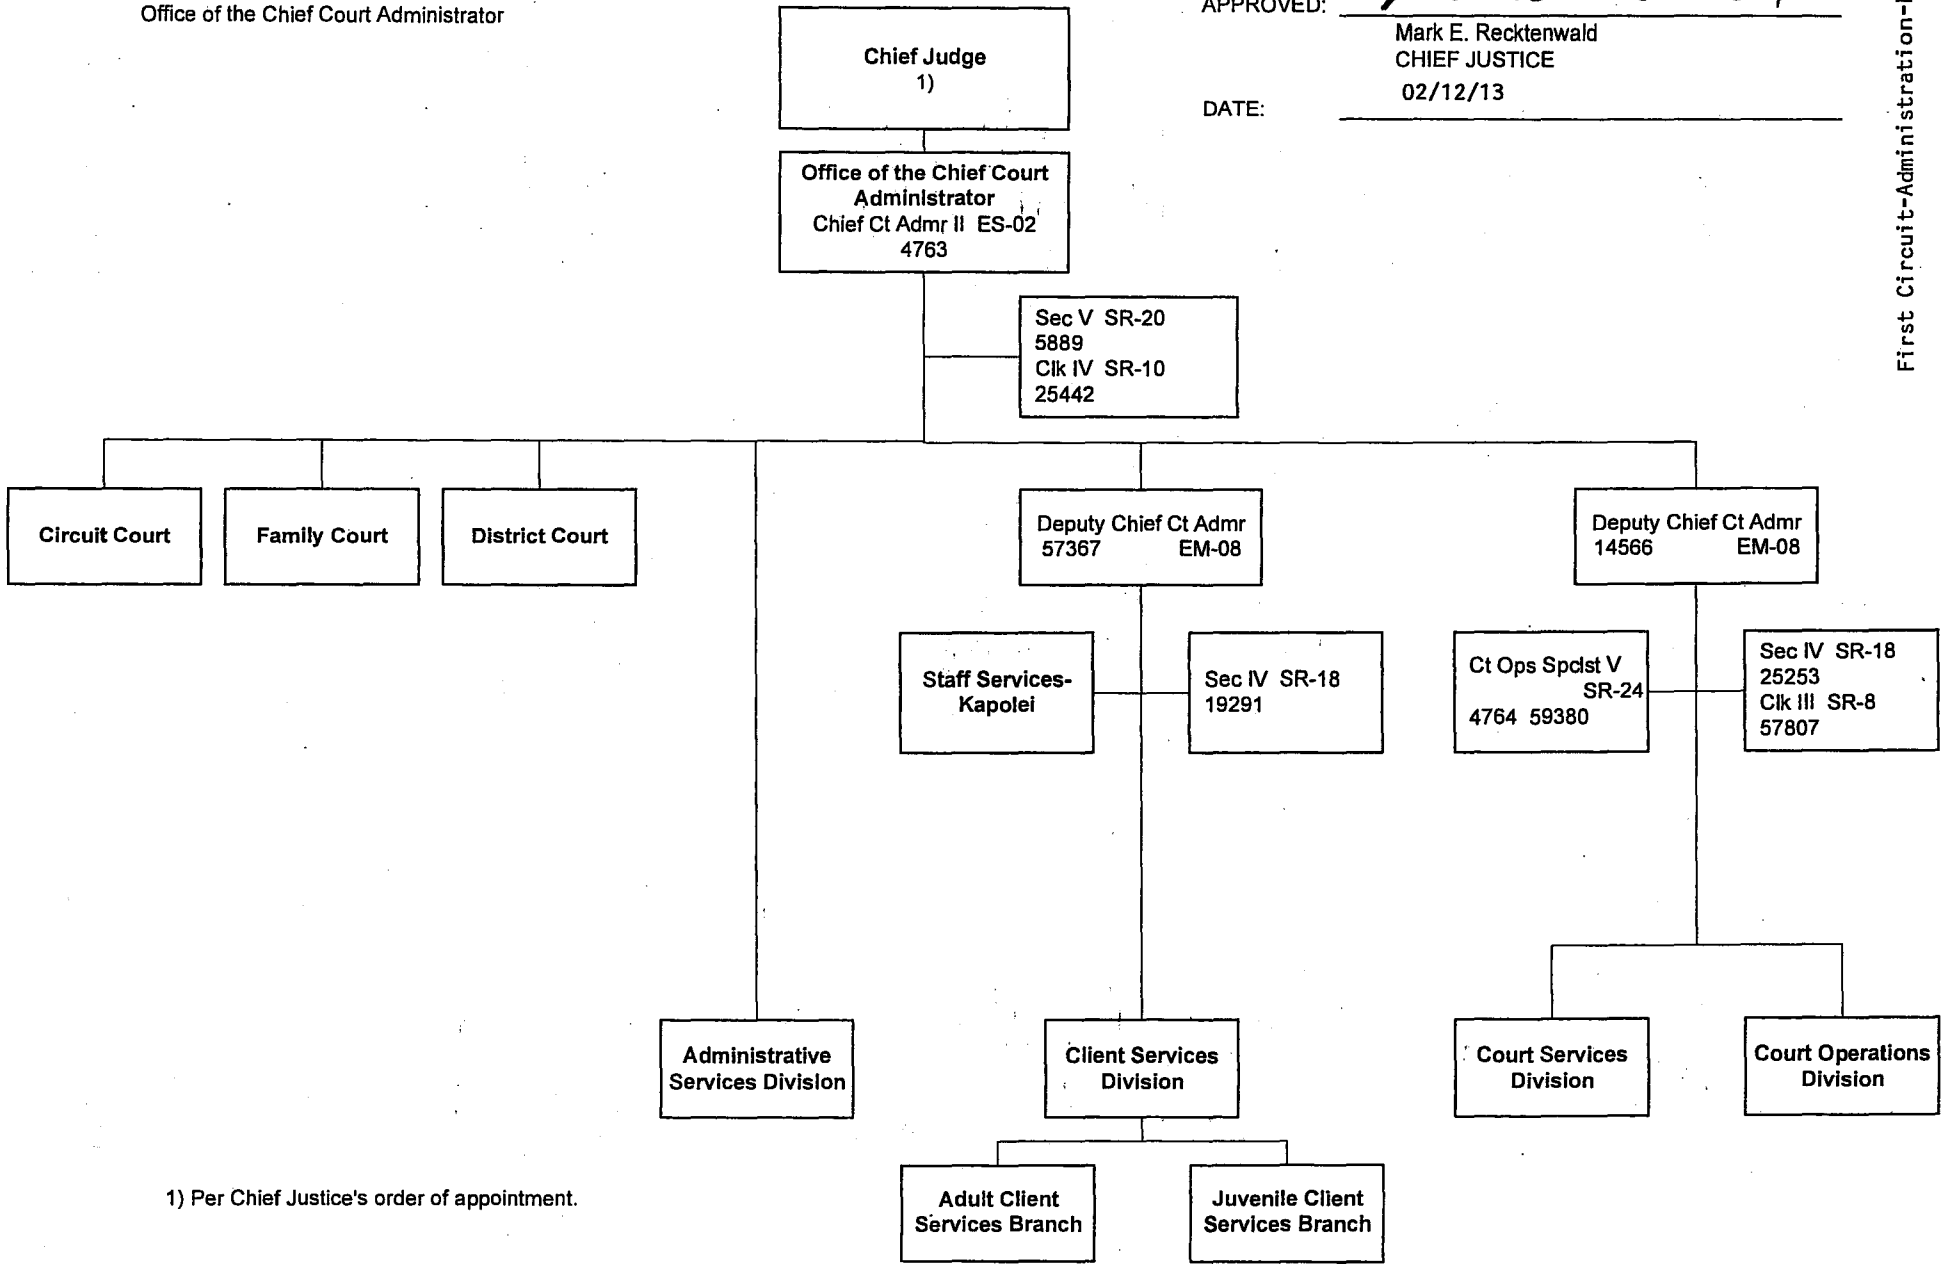 Office of the Chief Court Administrator
APPROVED:
Mark E. Recktenwald
CHIEF JUSTICE
02/12/13
DATE:
First Circuit-Administration-
Chief Judge
1)
Office of the Chief Court
Administrator
Chief Ct Admr II ES-02
4763
Sec V SR-20
5889
Clk IV SR-10
25442
Circuit Court
Family Court
District Court
Deputy Chief Ct Admr
57367 EM-08
Deputy Chief Ct Admr
14566 EM-08
Staff Services-
Kapolei
Sec IV SR-18
19291
Ct Ops Spclst V
SR-24
4764 59380
Sec IV SR-18
25253
Clk III SR-8
57807
Administrative
Services Division
Client Services
Division
Court Services
Division
Court Operations
Division
Adult Client
Services Branch
Juvenile Client
Services Branch
1) Per Chief Justice's order of appointment.